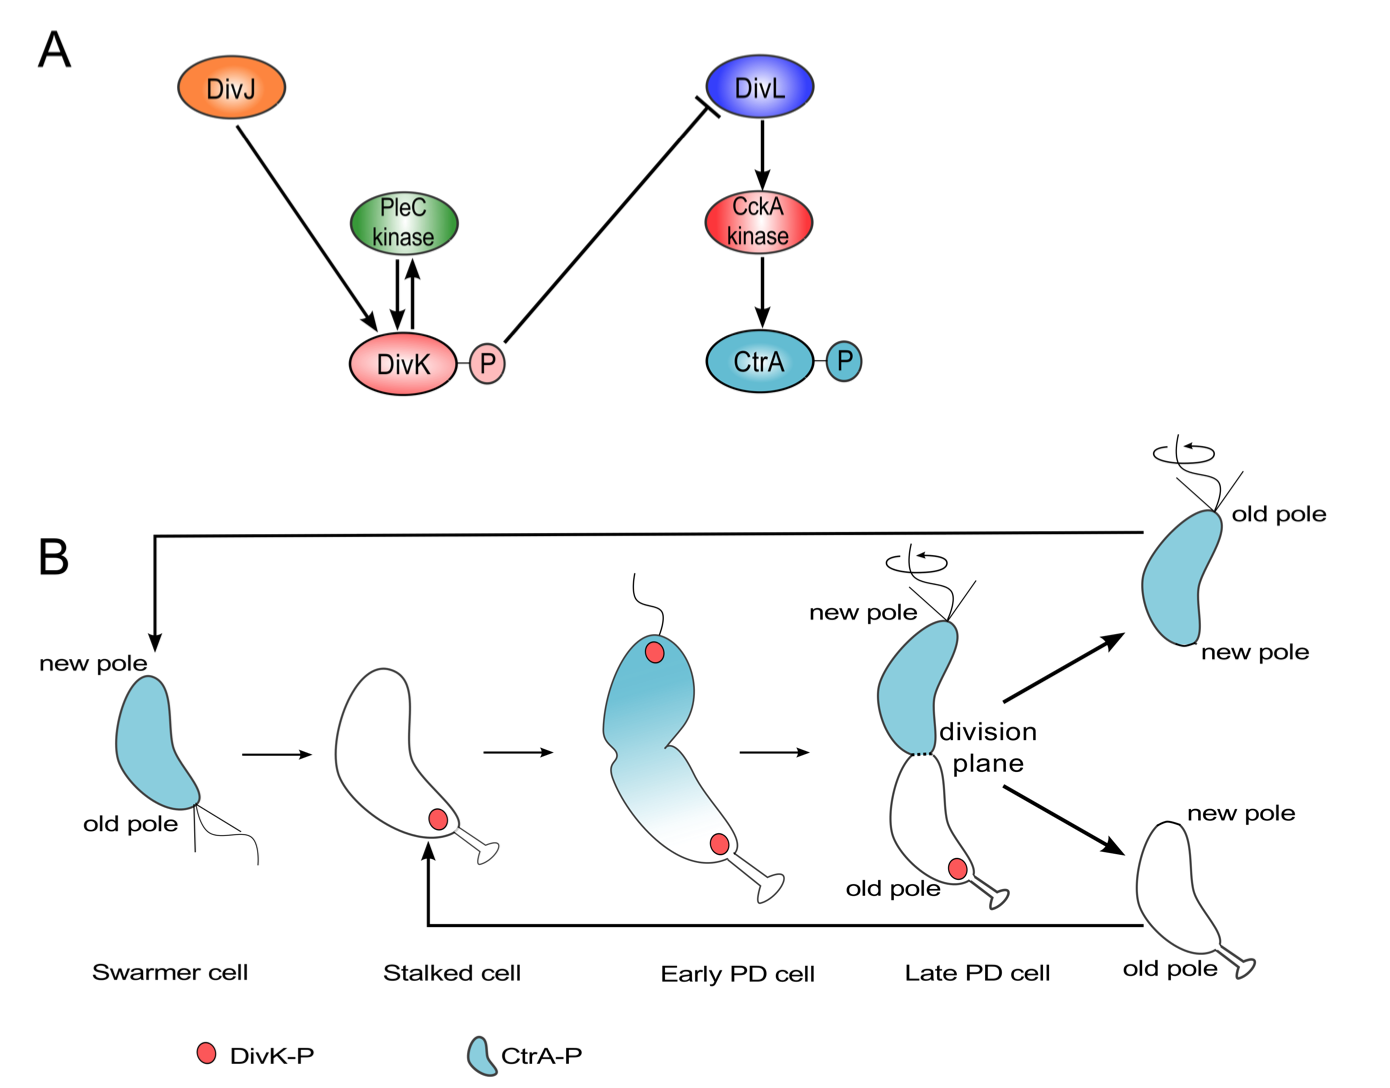 A
DivJ
DivL
PleC
kinase
CckA
kinase
DivK
P
CtrA
P
B
old pole
new pole
new pole
old pole
new pole
division
plane
old pole
new pole
old pole
Swarmer cell
Stalked cell
Early PD cell
Late PD cell
DivK-P
CtrA-P